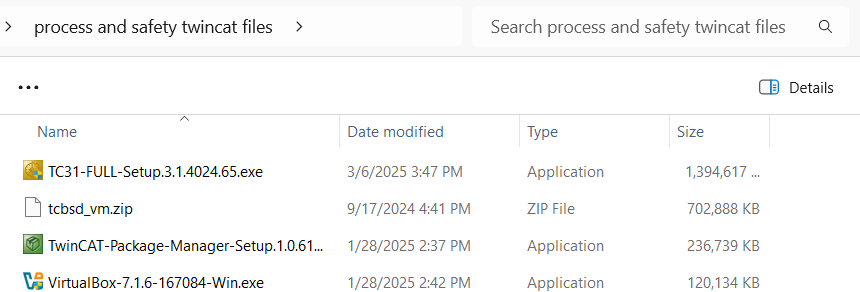 process and safety twincat files
Search process and safety twincat files
Details
Name Date modified Type Size
TC31-FULL-Setup.3.1.4024.65.exe 3/6/2025 3:47 PM Application 1,394,617 ...
tcbsd_vm.zip 9/17/2024 4:41 PM ZIP File 702,888 KB
TwinCAT-Package-Manager-Setup.1.0.61... 1/28/2025 2:37 PM Application 236,739 KB
VirtualBox-7.1.6-167084-Win.exe 1/28/2025 2:42 PM Application 120,134 KB